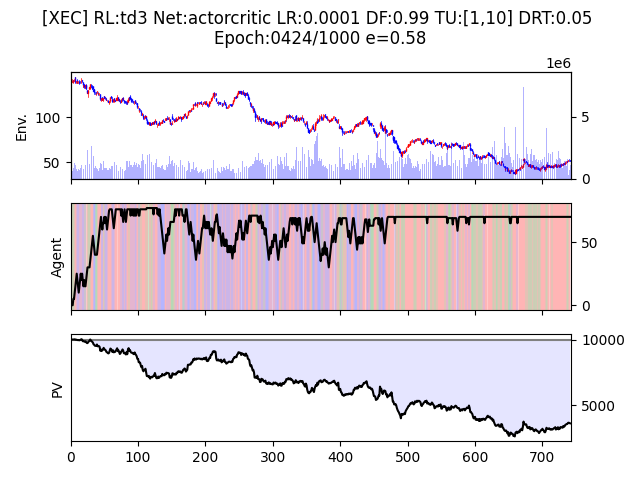 [XEC] RL:td3 Net:actorcritic LR:0.0001 DF:0.99 TU:[1,10] DRT:0.05
Epoch:0424/1000 e=0.58
1e6
Env.
100
50
5
0
Agent
50
0
PV
10000
5000
0 100 200 300 400 500 600 700